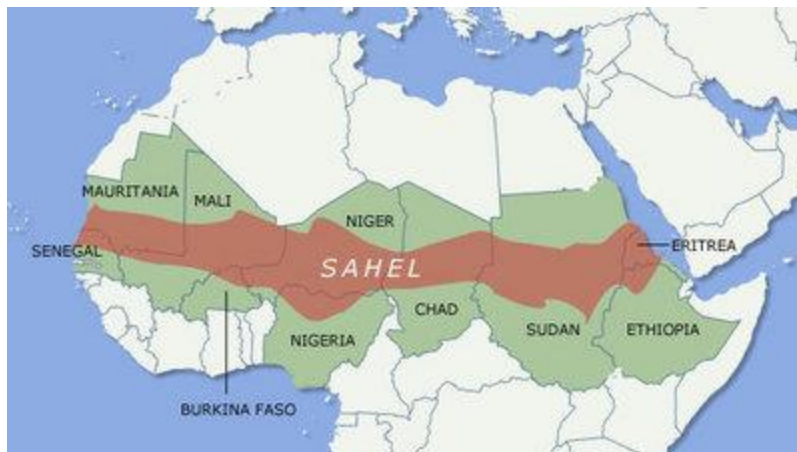 MAURITANIA
MALI
NIGER
SENEGAL
ERITREA
SAHEL
CHAD
NIGERIA
SUDAN
ETHIOPIA
BURKINA FASO